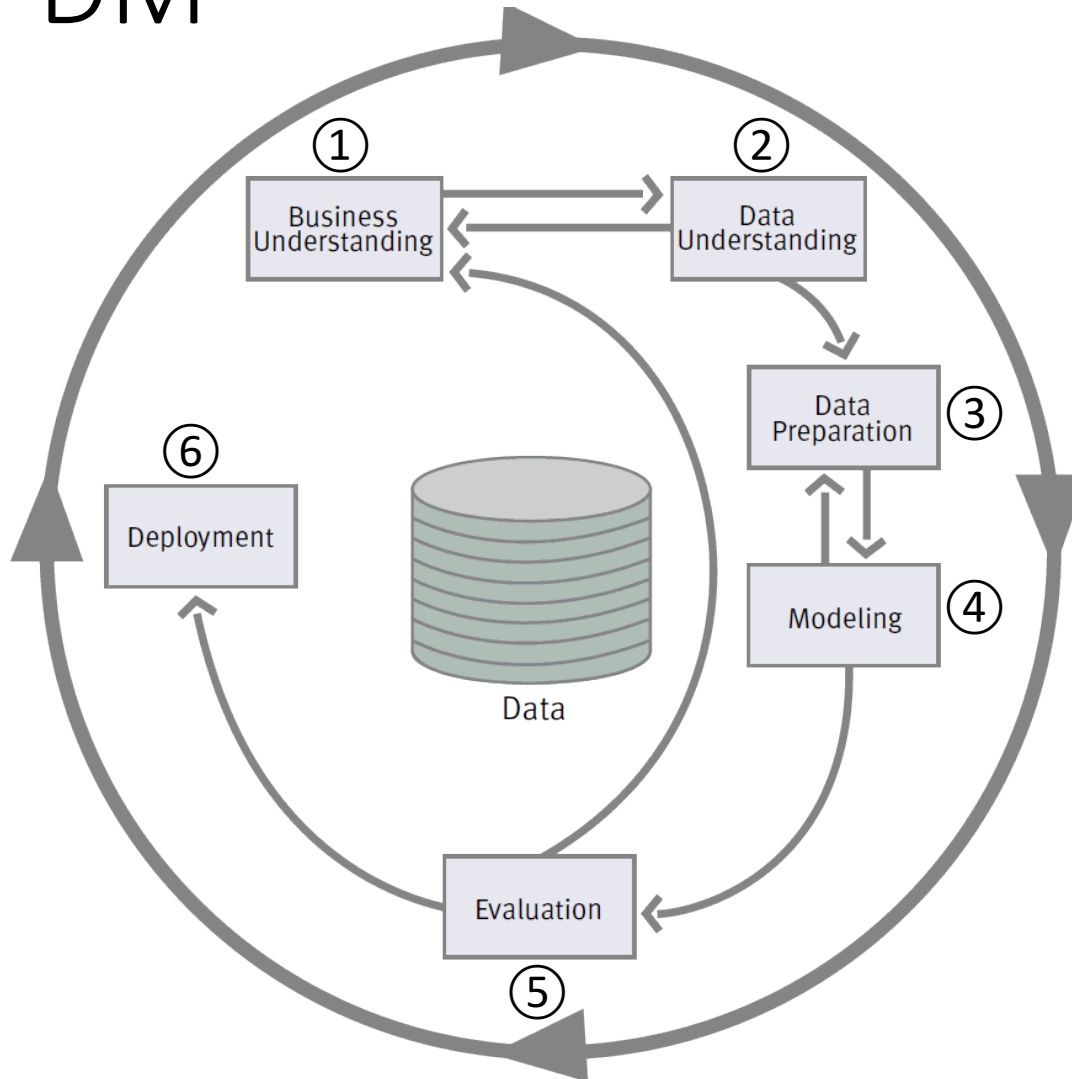 DM
①
②
Business
Understanding
Data
Understanding
Data
Preparation
③
⑥
Deployment
Modeling
④
Data
Evaluation
⑤